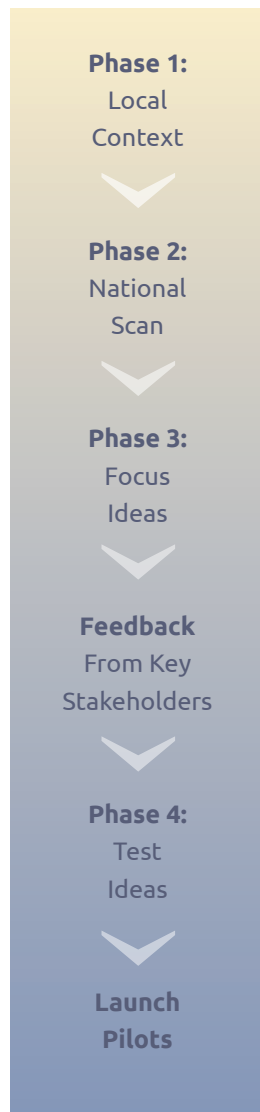 Phase 1:
Local
Context
Phase 2:
National
Scan
Phase 3:
Focus
Ideas
Feedback
From Key
Stakeholders
Phase 4:
Test
Ideas
Launch
Pilots